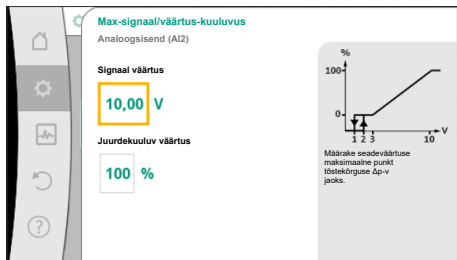 Max-signaal/väärtus-kuuluvus
Analoogsisend (AI2)
Signaal väärtus
10,00 V
Juurdekuuluv väärtus
100 %
%
100
0
1 2 3 10
V
Määrake seadeväärtuse
maksimaalne punkt
tõstekõrguse Δp-v
jaoks.
?